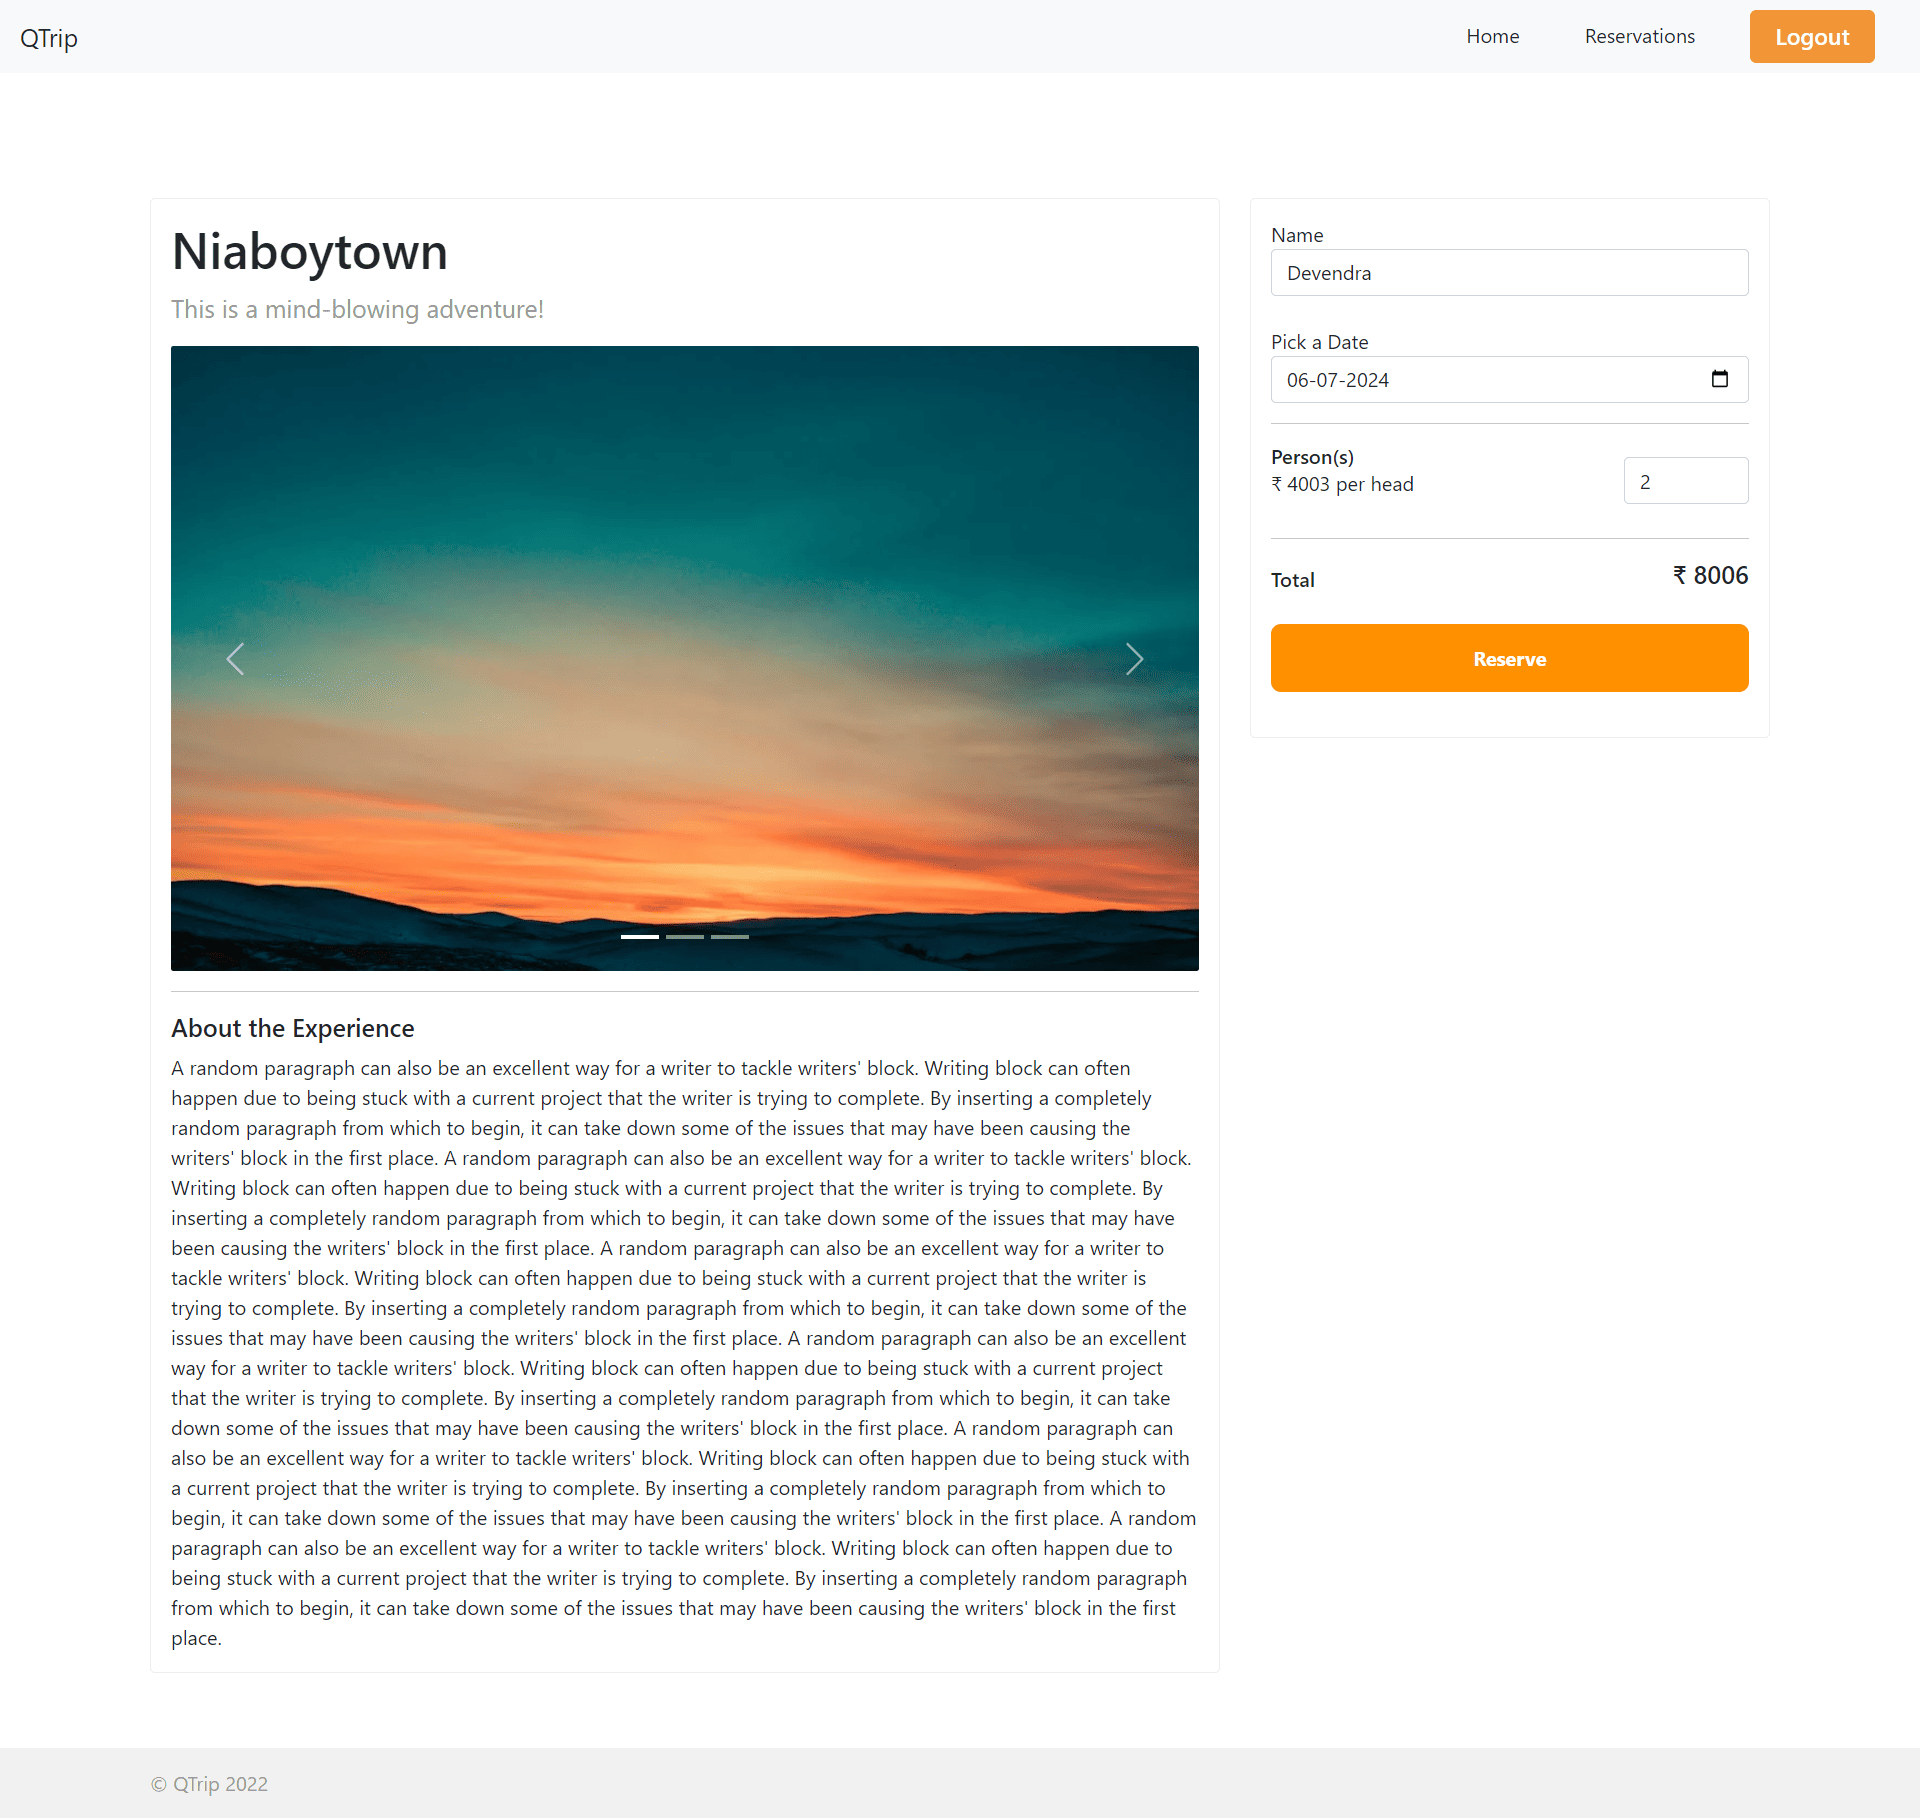 QTrip
Home
Reservations
Logout
Niaboytown
This is a mind-blowing adventure!
About the Experience
A random paragraph can also be an excellent way for a writer to tackle writers' block. Writing block can often
happen due to being stuck with a current project that the writer is trying to complete. By inserting a completely
random paragraph from which to begin, it can take down some of the issues that may have been causing the
writers' block in the first place. A random paragraph can also be an excellent way for a writer to tackle writers' block.
Writing block can often happen due to being stuck with a current project that the writer is trying to complete. By
inserting a completely random paragraph from which to begin, it can take down some of the issues that may have
been causing the writers' block in the first place. A random paragraph can also be an excellent way for a writer to
tackle writers' block. Writing block can often happen due to being stuck with a current project that the writer is
trying to complete. By inserting a completely random paragraph from which to begin, it can take down some of the
issues that may have been causing the writers' block in the first place. A random paragraph can also be an excellent
way for a writer to tackle writers' block. Writing block can often happen due to being stuck with a current project
that the writer is trying to complete. By inserting a completely random paragraph from which to begin, it can take
down some of the issues that may have been causing the writers' block in the first place. A random paragraph can
also be an excellent way for a writer to tackle writers' block. Writing block can often happen due to being stuck with
a current project that the writer is trying to complete. By inserting a completely random paragraph from which to
begin, it can take down some of the issues that may have been causing the writers' block in the first place. A random
paragraph can also be an excellent way for a writer to tackle writers' block. Writing block can often happen due to
being stuck with a current project that the writer is trying to complete. By inserting a completely random paragraph
from which to begin, it can take down some of the issues that may have been causing the writers' block in the first
place.
Name
Devendra
Pick a Date
06-07-2024
Person(s)
₹ 4003 per head
2
Total
₹ 8006
Reserve
© QTrip 2022